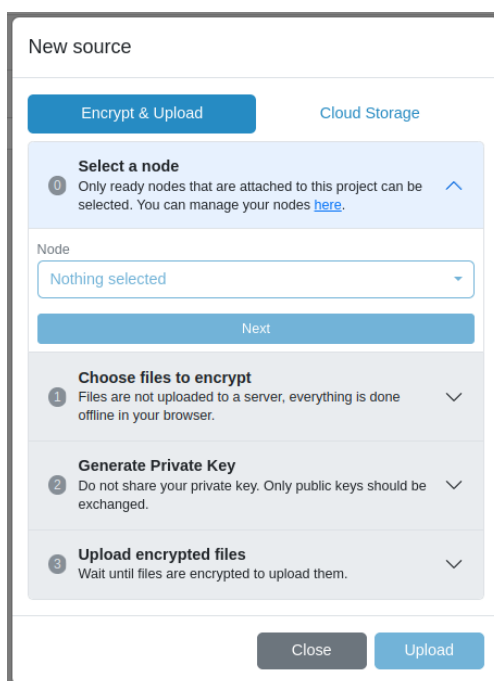 New source
Encrypt & Upload
Cloud Storage
0
Select a node
Only ready nodes that are attached to this project can be
selected. You can manage your nodes here.
Node
Nothing selected
Next
1
Choose files to encrypt
Files are not uploaded to a server, everything is done
offline in your browser.
2
Generate Private Key
Do not share your private key. Only public keys should be
exchanged.
3
Upload encrypted files
Wait until files are encrypted to upload them.
Close
Upload